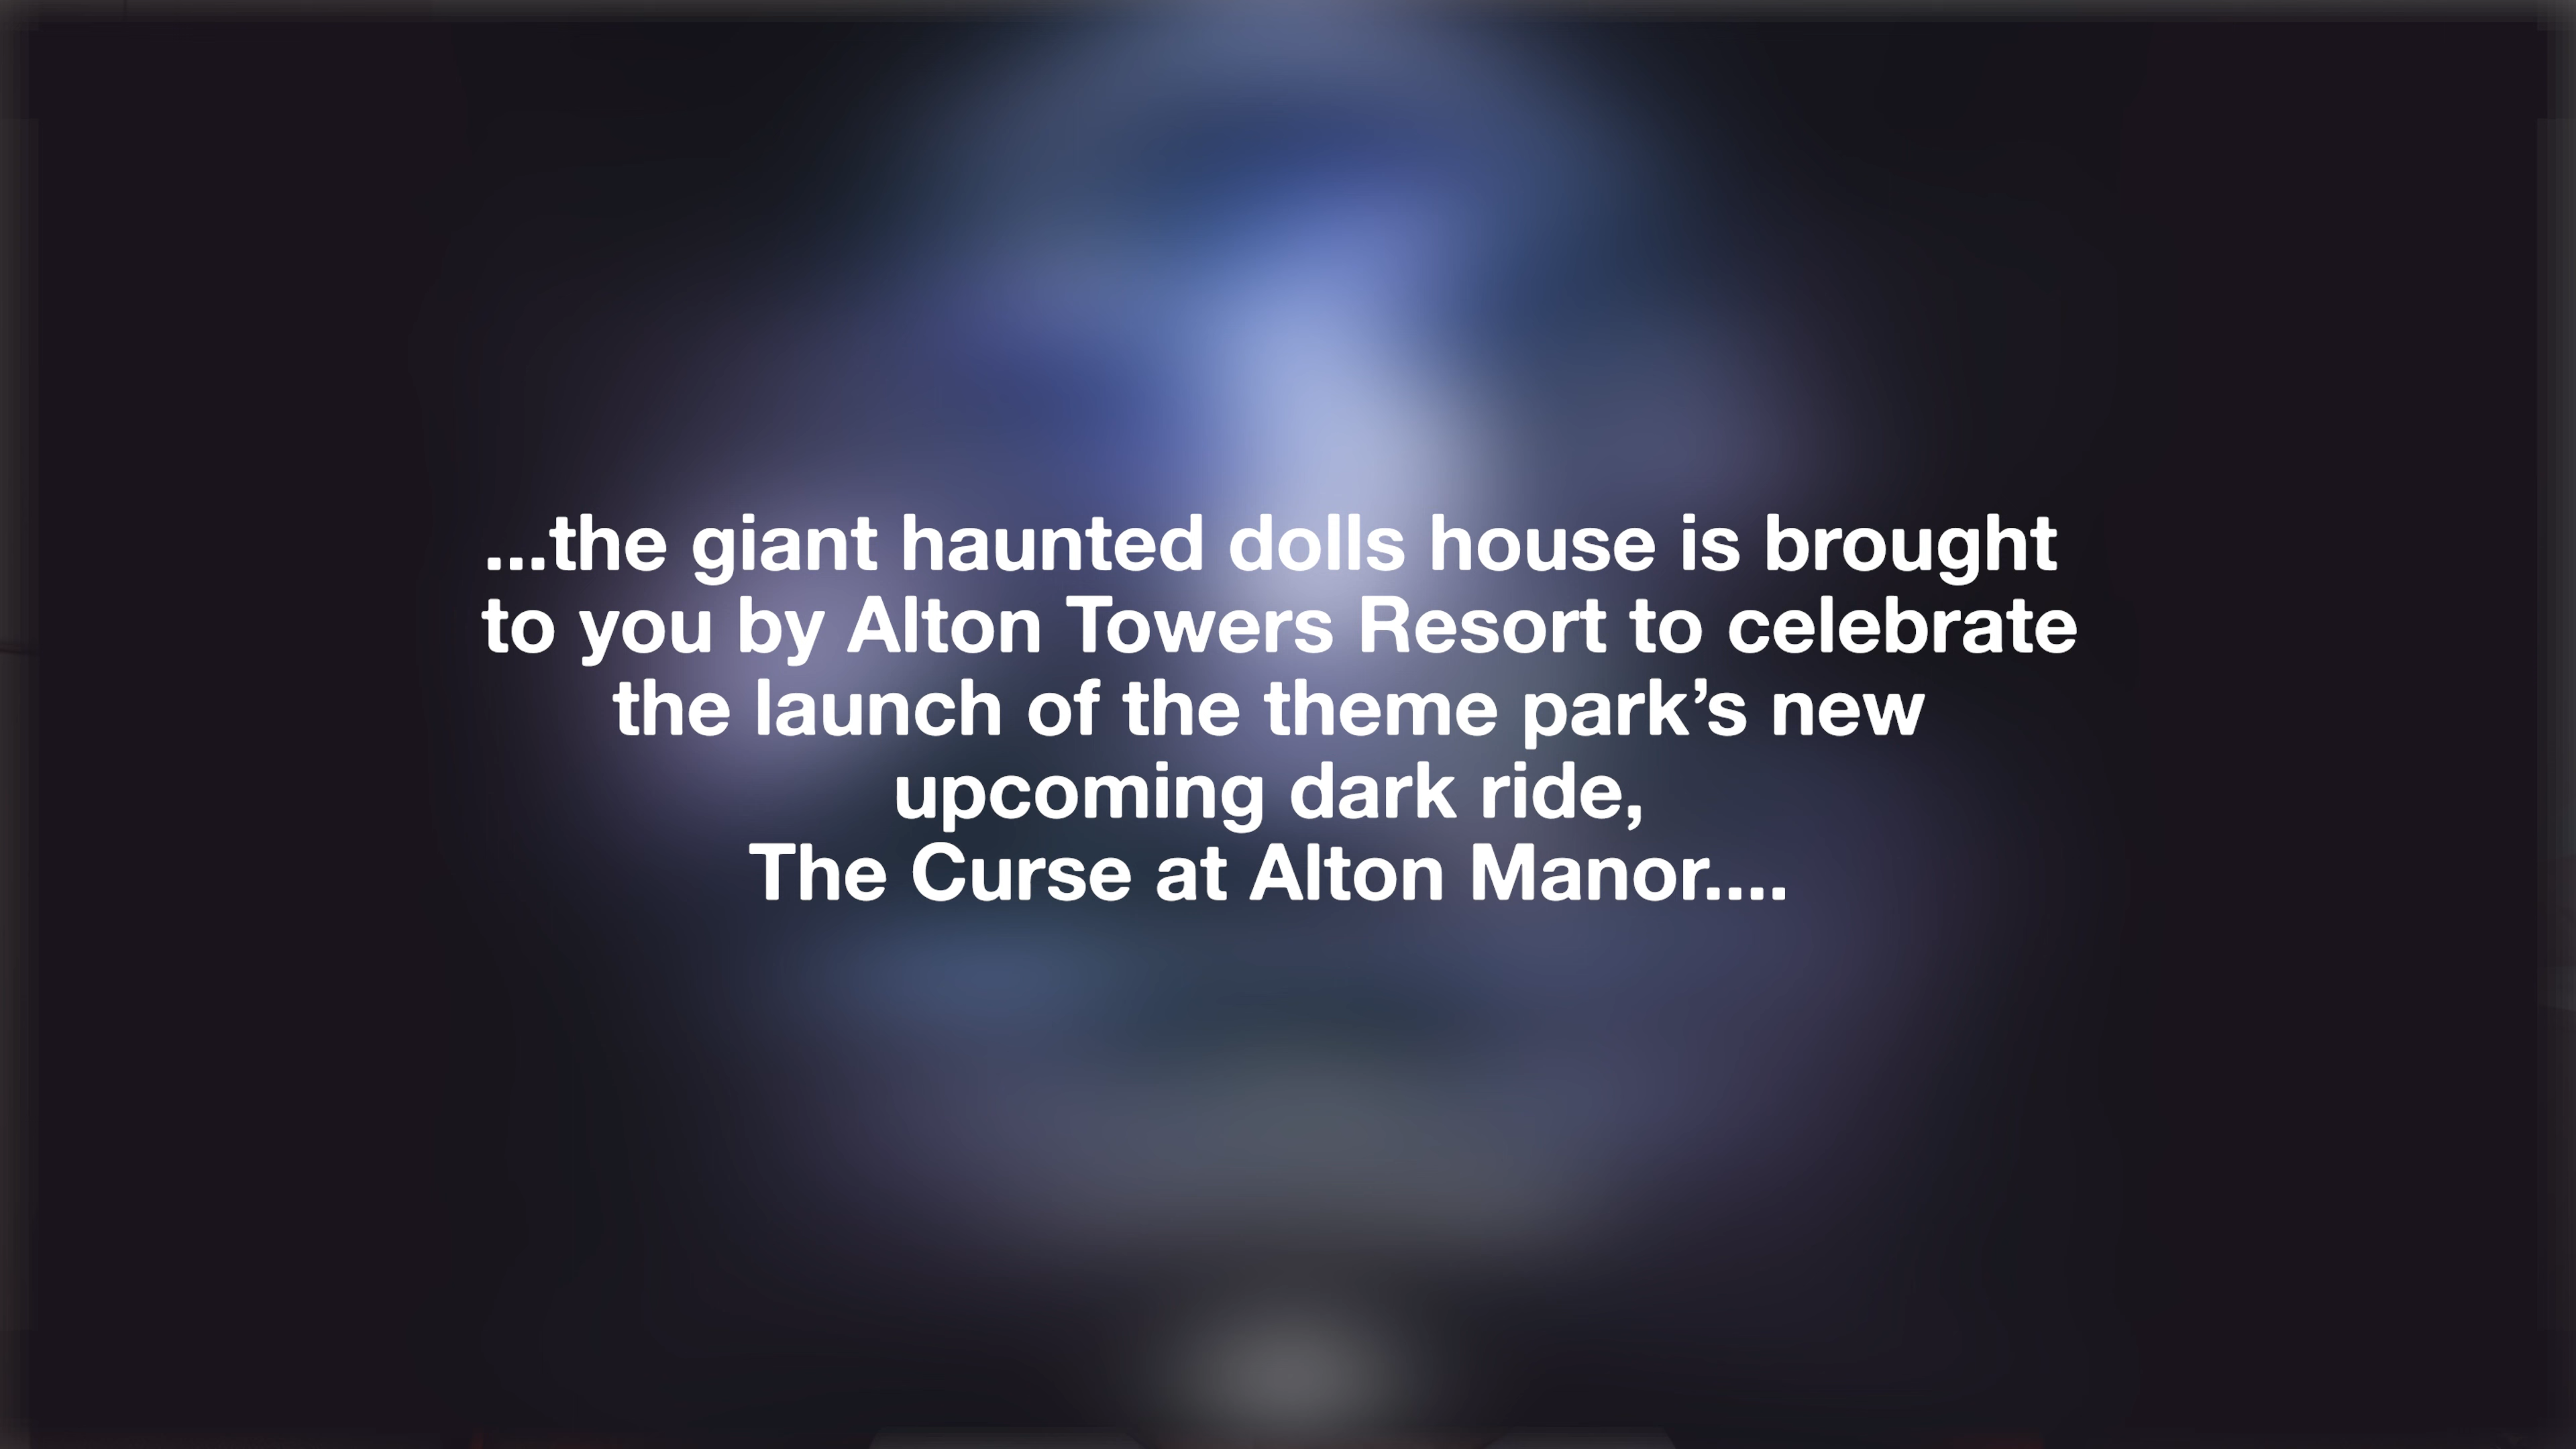 ...the giant haunted dolls house is brought
to you by Alton Towers Resort to celebrate
the launch of the theme park’s new
upcoming dark ride,
The Curse at Alton Manor....